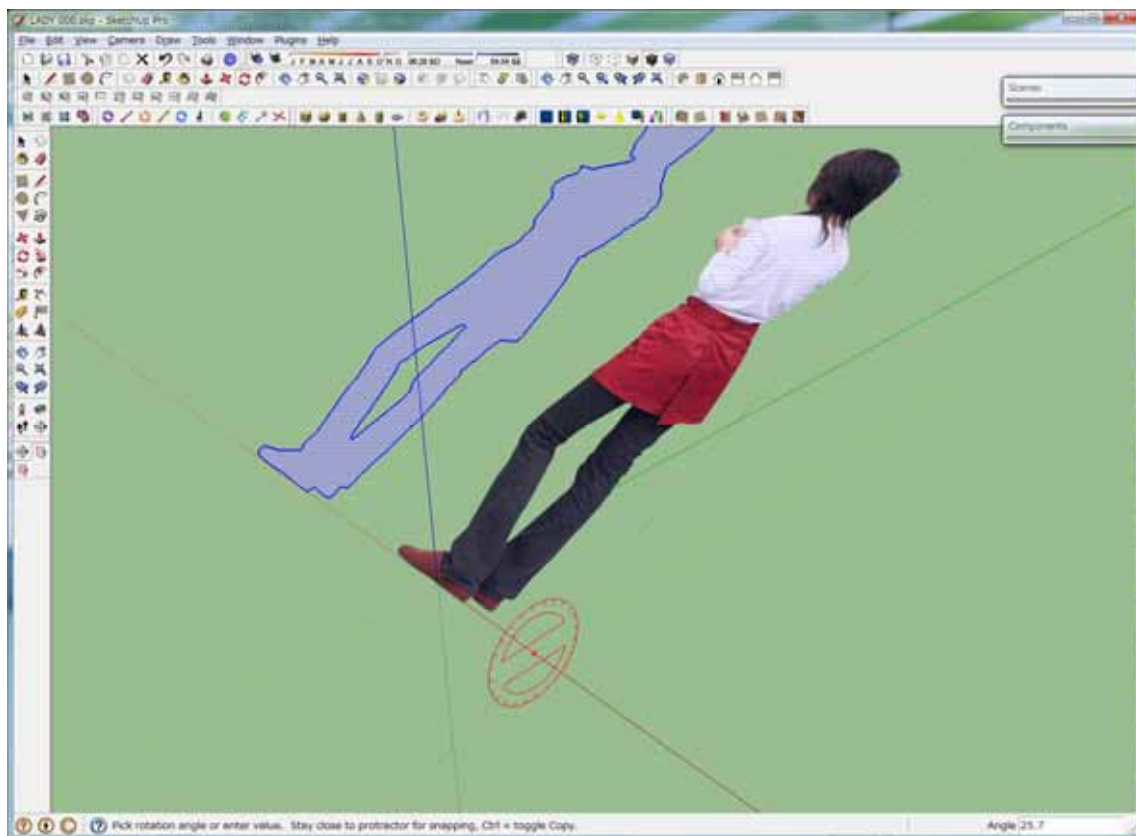 LADY 000.skp - SketchUp Pro
File Edit View Camera Draw Tools Window Plugins Help
J F M A M J J A S O N D Noon
Scenes
Components
Pick rotation angle or enter value. Stay close to protractor for snapping, Ctrl = toggle Copy.
Angle 25.7